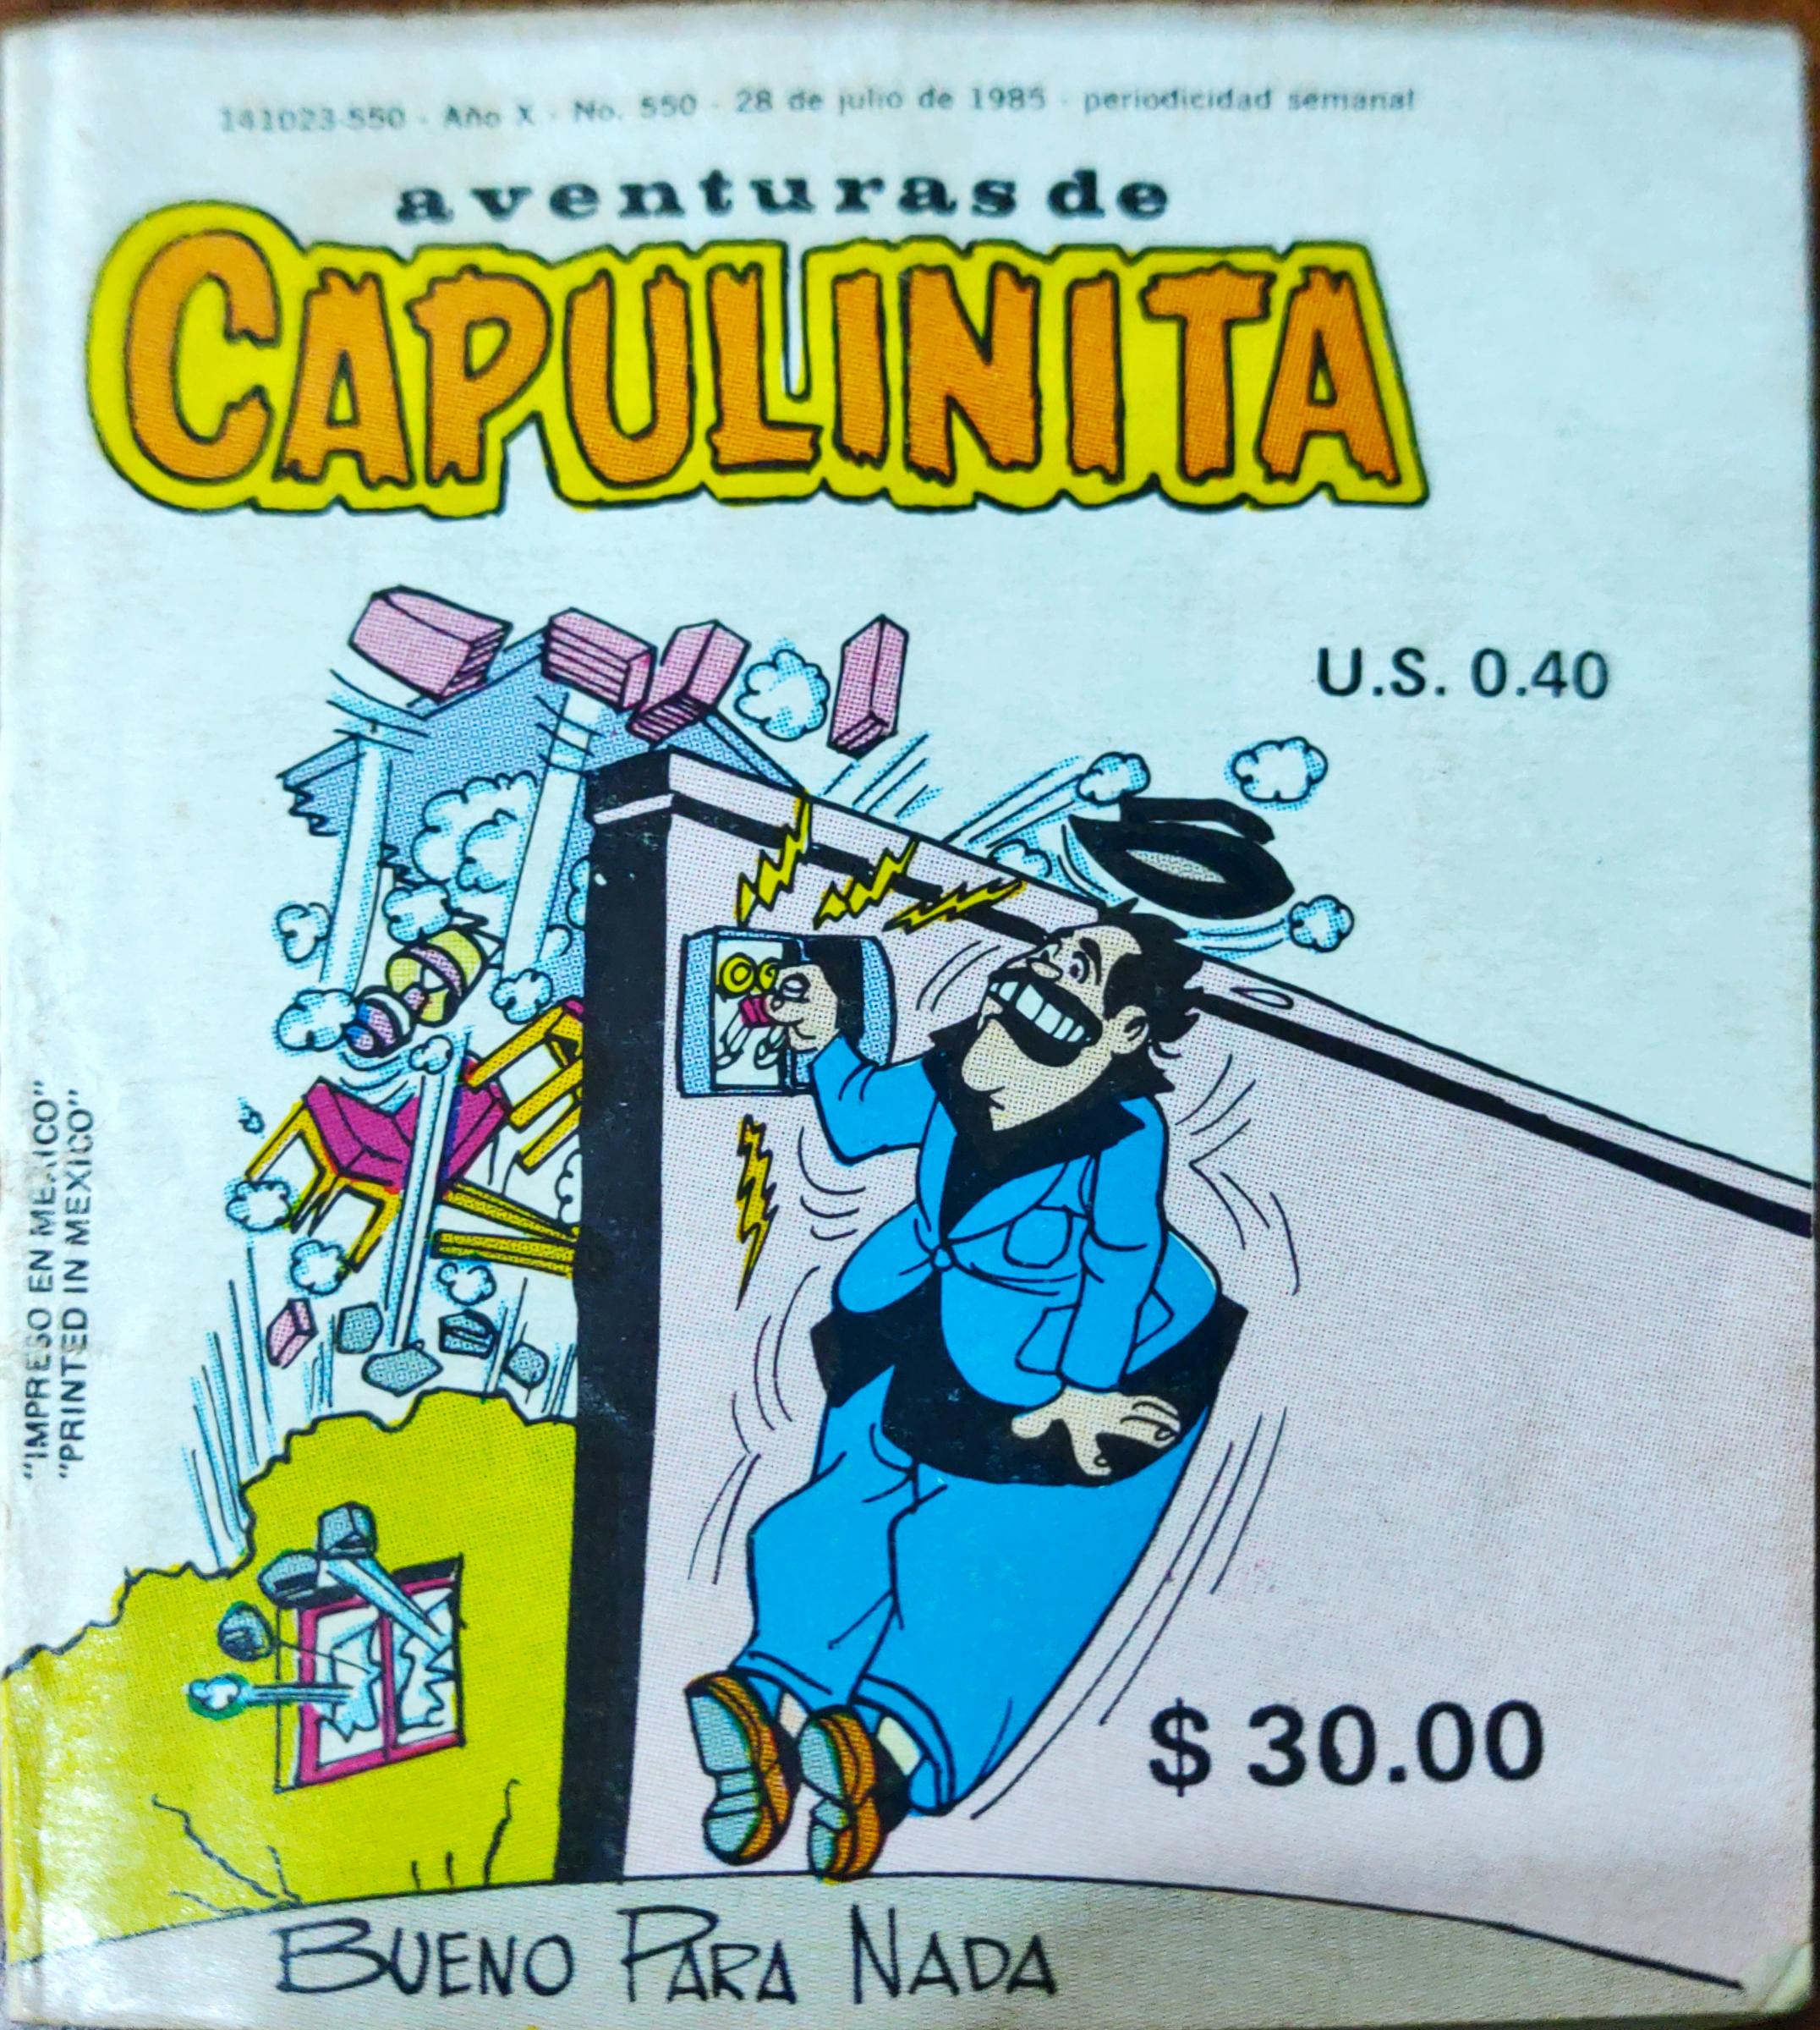 141023-550 - Año X - No. 550 - 28 de julio de 1985 - periodicidad semanal
aventuras de
CAPULINITA
U.S. 0.40
"IMPRESO EN MEXICO"
"PRINTED IN MEXICO"
$ 30.00
BUENO PARA NADA